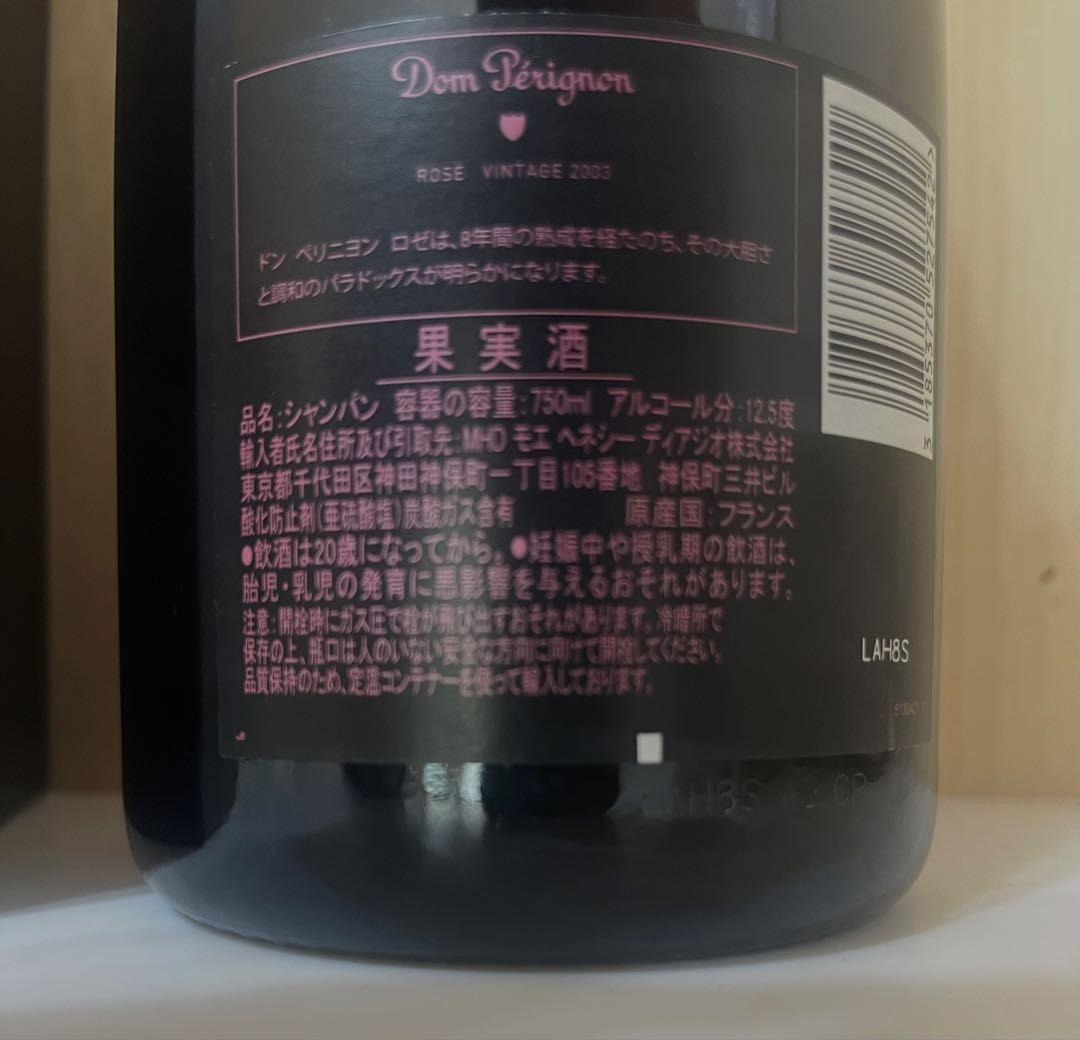 Dom Pérignon
ROSÉ VINTAGE 2003
ドン ペリニヨン ロゼは、8年間の熟成を経たのち、その大胆さ
と調和のパラドックスが明らかになります。
果実酒
品名:シャンパン 容器の容量:750ml アルコール分:12.5度
輸入者氏名住所及び引取先:MHD モエ ヘネシー ディアジオ株式会社
東京都千代田区神田神保町一丁目105番地 神保町三井ビル
酸化防止剤(亜硫酸塩)炭酸ガス含有 原産国:フランス
●飲酒は20歳になってから。●妊娠中や授乳期の飲酒は、
胎児・乳児の発育に悪影響を与えるおそれがあります。
注意:開栓時にガス圧で栓が飛び出すおそれがあります。冷暗所で
保存の上、瓶口は人のいない安全な方向に向けて開栓してください。
品質保持のため、定温コンテナーを使って輸入しております。
3 185370 527542
LAH8S
LAH8S